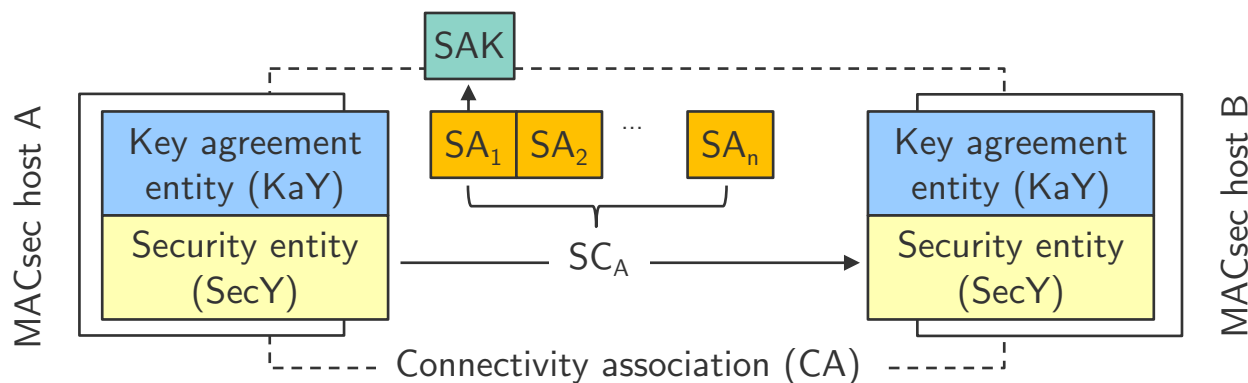 SAK
MACsec host A
Key agreement
entity (KaY)
Security entity
(SecY)
SA₁ SA₂ ... SAₙ
SC_A
Key agreement
entity (KaY)
Security entity
(SecY)
MACsec host B
Connectivity association (CA)